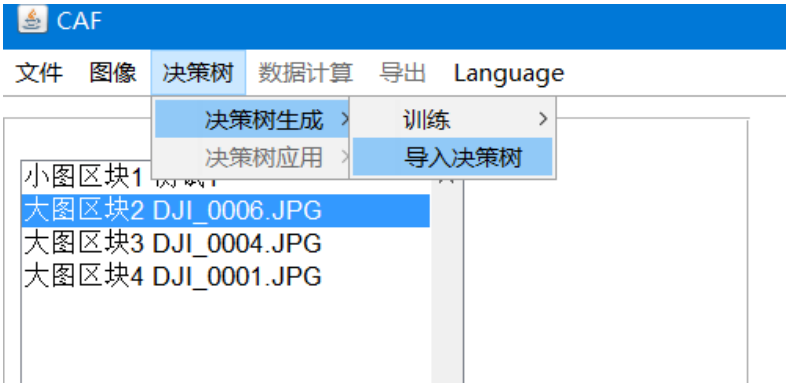 CAF
文件 图像 决策树 数据计算 导出 Language
决策树生成 > 训练 >
决策树应用 > 导入决策树
小图区块1
大图区块2 DJI_0006.JPG
大图区块3 DJI_0004.JPG
大图区块4 DJI_0001.JPG